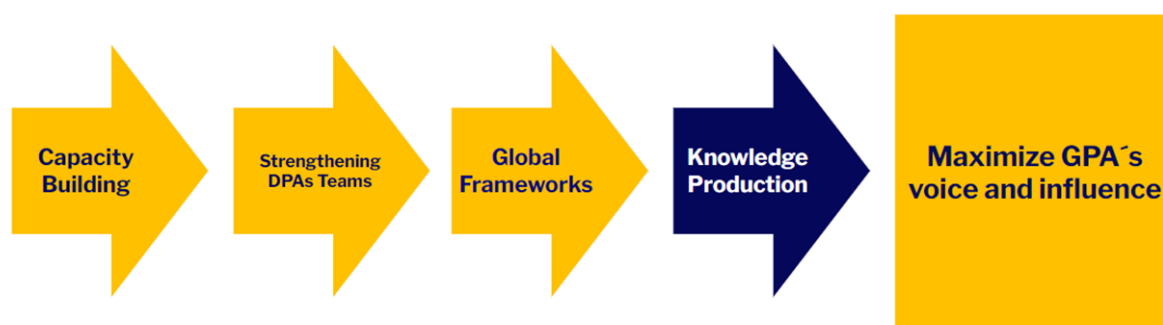 Capacity
Building
Strengthening
DPAs Teams
Global
Frameworks
Knowledge
Production
Maximize GPA´s
voice and influence